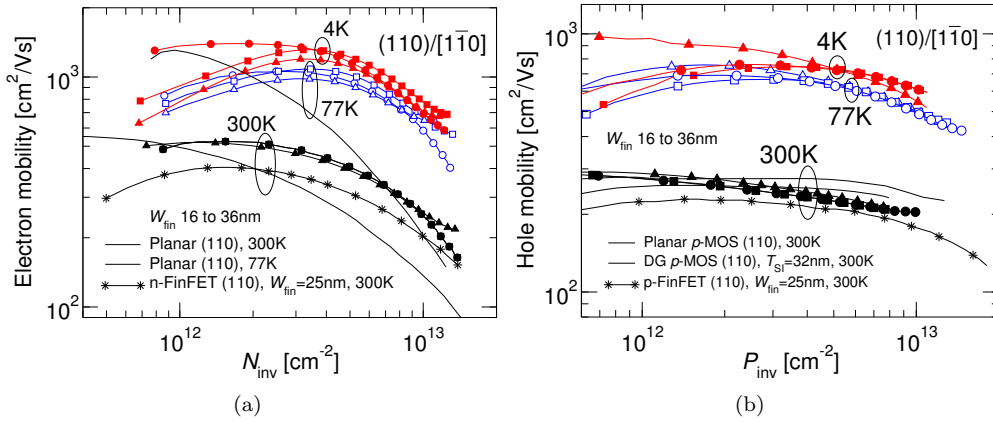 (110)/[11̅0]
4K
77K
300K
W_fin 16 to 36nm
Planar (110), 300K
Planar (110), 77K
n-FinFET (110), W_fin=25nm, 300K
Electron mobility [cm²/Vs]
10³
10²
10¹²
10¹³
N_inv [cm⁻²]
(a)
(110)/[11̅0]
4K
77K
W_fin 16 to 36nm
300K
Planar p-MOS (110), 300K
DG p-MOS (110), T_SI=32nm, 300K
p-FinFET (110), W_fin=25nm, 300K
Hole mobility [cm²/Vs]
10³
10²
10¹²
10¹³
P_inv [cm⁻²]
(b)